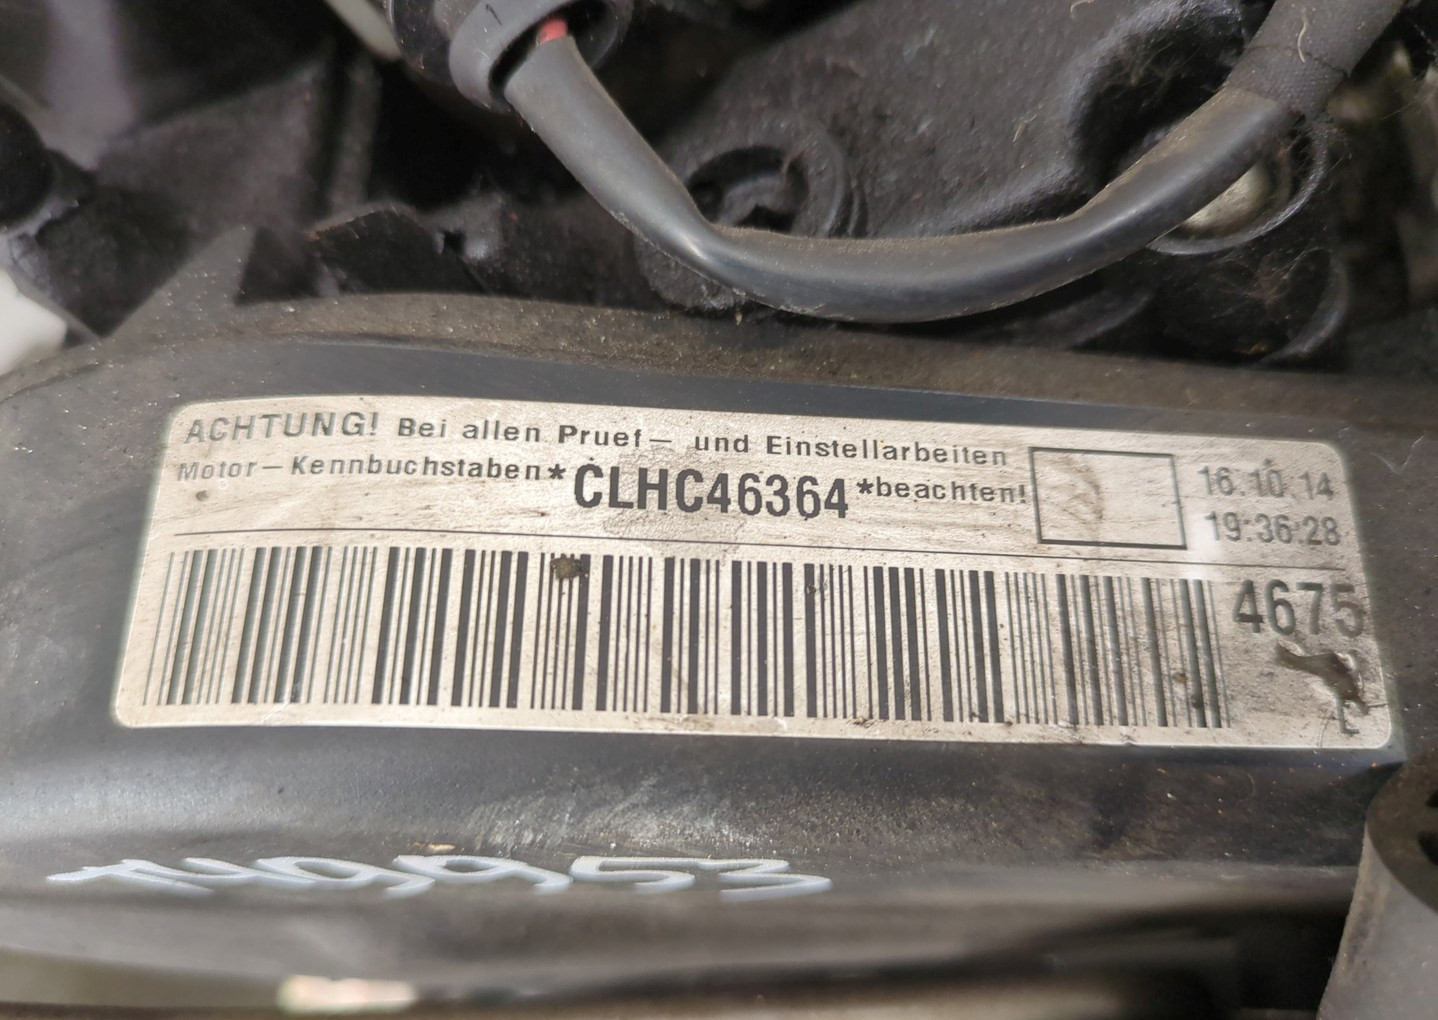 ACHTUNG! Bei allen Pruef- und Einstellarbeiten
Motor-Kennbuchstaben*CLHC46364*beachten!
16.10.14
19:36:28
4675